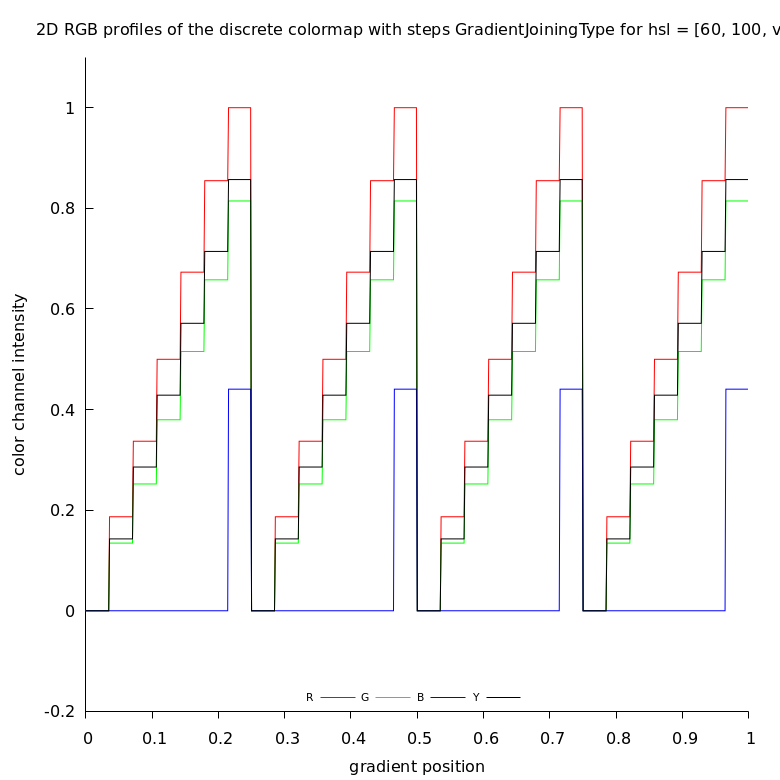 2D RGB profiles of the discrete colormap with steps GradientJoiningType for hsl = [60, 100, v
1
0.8
0.6
0.4
0.2
0
-0.2
color channel intensity
R G B Y
0 0.1 0.2 0.3 0.4 0.5 0.6 0.7 0.8 0.9 1
gradient position